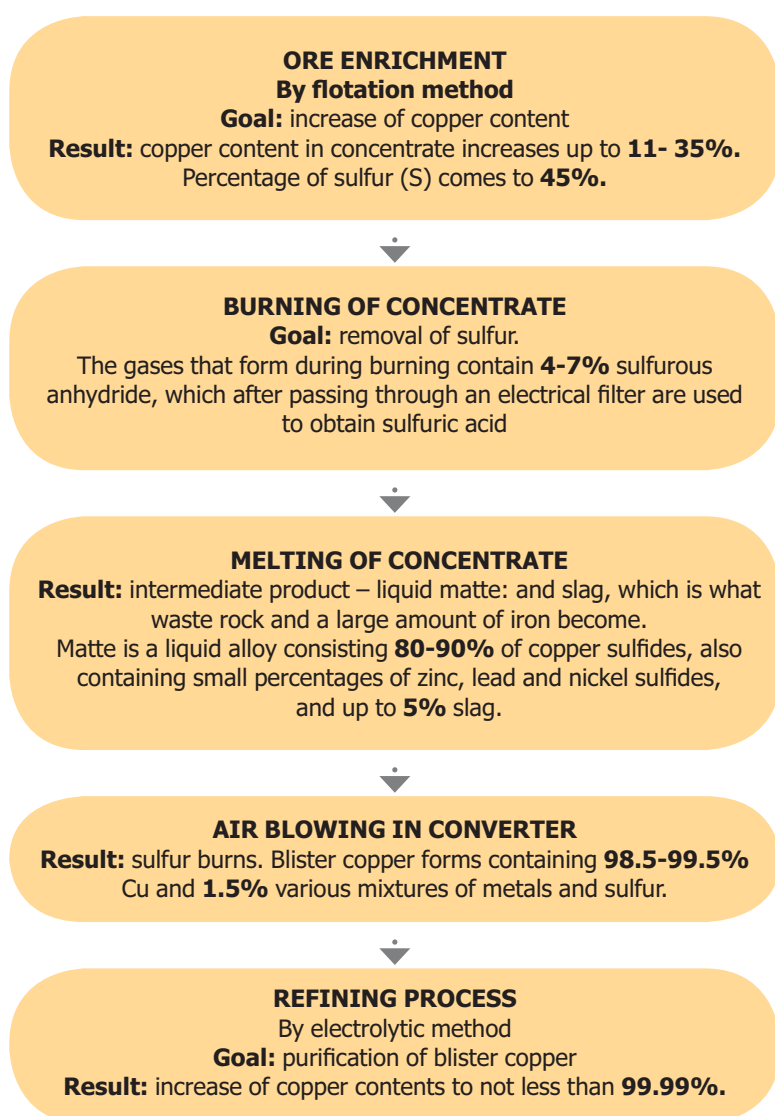 ORE ENRICHMENT
By flotation method
Goal: increase of copper content
Result: copper content in concentrate increases up to 11- 35%.
Percentage of sulfur (S) comes to 45%.
BURNING OF CONCENTRATE
Goal: removal of sulfur.
The gases that form during burning contain 4-7% sulfurous
anhydride, which after passing through an electrical filter are used
to obtain sulfuric acid
MELTING OF CONCENTRATE
Result: intermediate product – liquid matte: and slag, which is what
waste rock and a large amount of iron become.
Matte is a liquid alloy consisting 80-90% of copper sulfides, also
containing small percentages of zinc, lead and nickel sulfides,
and up to 5% slag.
AIR BLOWING IN CONVERTER
Result: sulfur burns. Blister copper forms containing 98.5-99.5%
Cu and 1.5% various mixtures of metals and sulfur.
REFINING PROCESS
By electrolytic method
Goal: purification of blister copper
Result: increase of copper contents to not less than 99.99%.